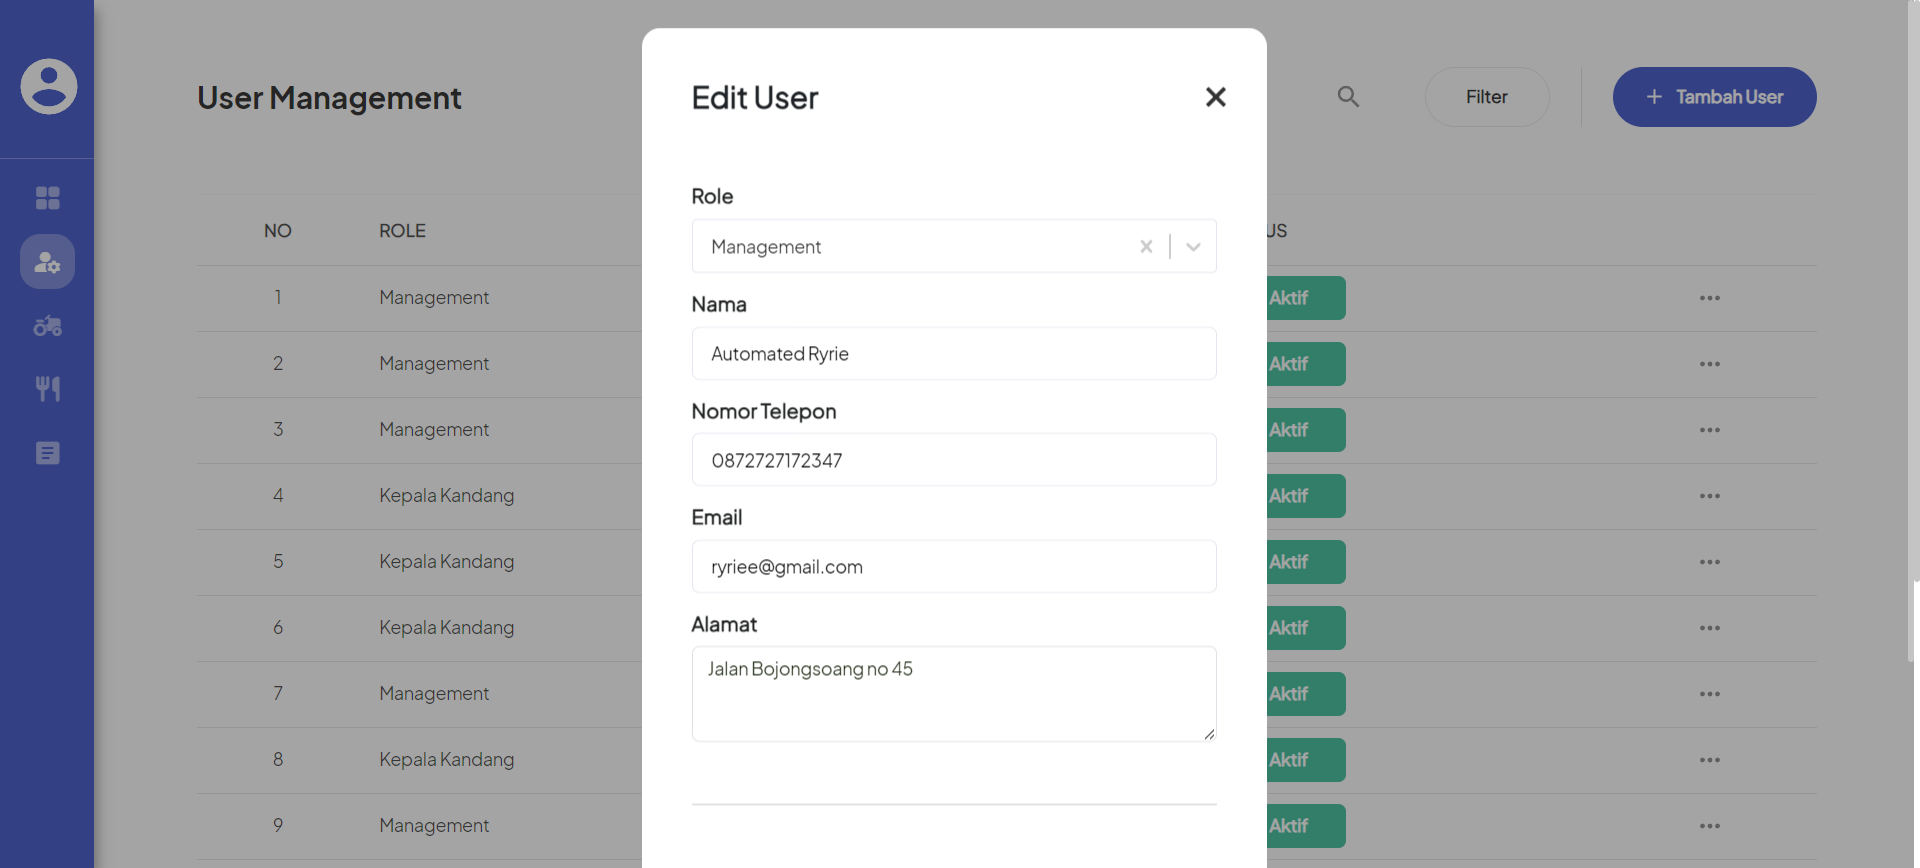 User Management
Filter
+ Tambah User
NO ROLE
1 Management Aktif
2 Management Aktif
3 Management Aktif
4 Kepala Kandang Aktif
5 Kepala Kandang Aktif
6 Kepala Kandang Aktif
7 Management Aktif
8 Kepala Kandang Aktif
9 Management Aktif
Edit User
Role
Management
Nama
Automated Ryrie
Nomor Telepon
0872727172347
Email
ryriee@gmail.com
Alamat
Jalan Bojongsoang no 45